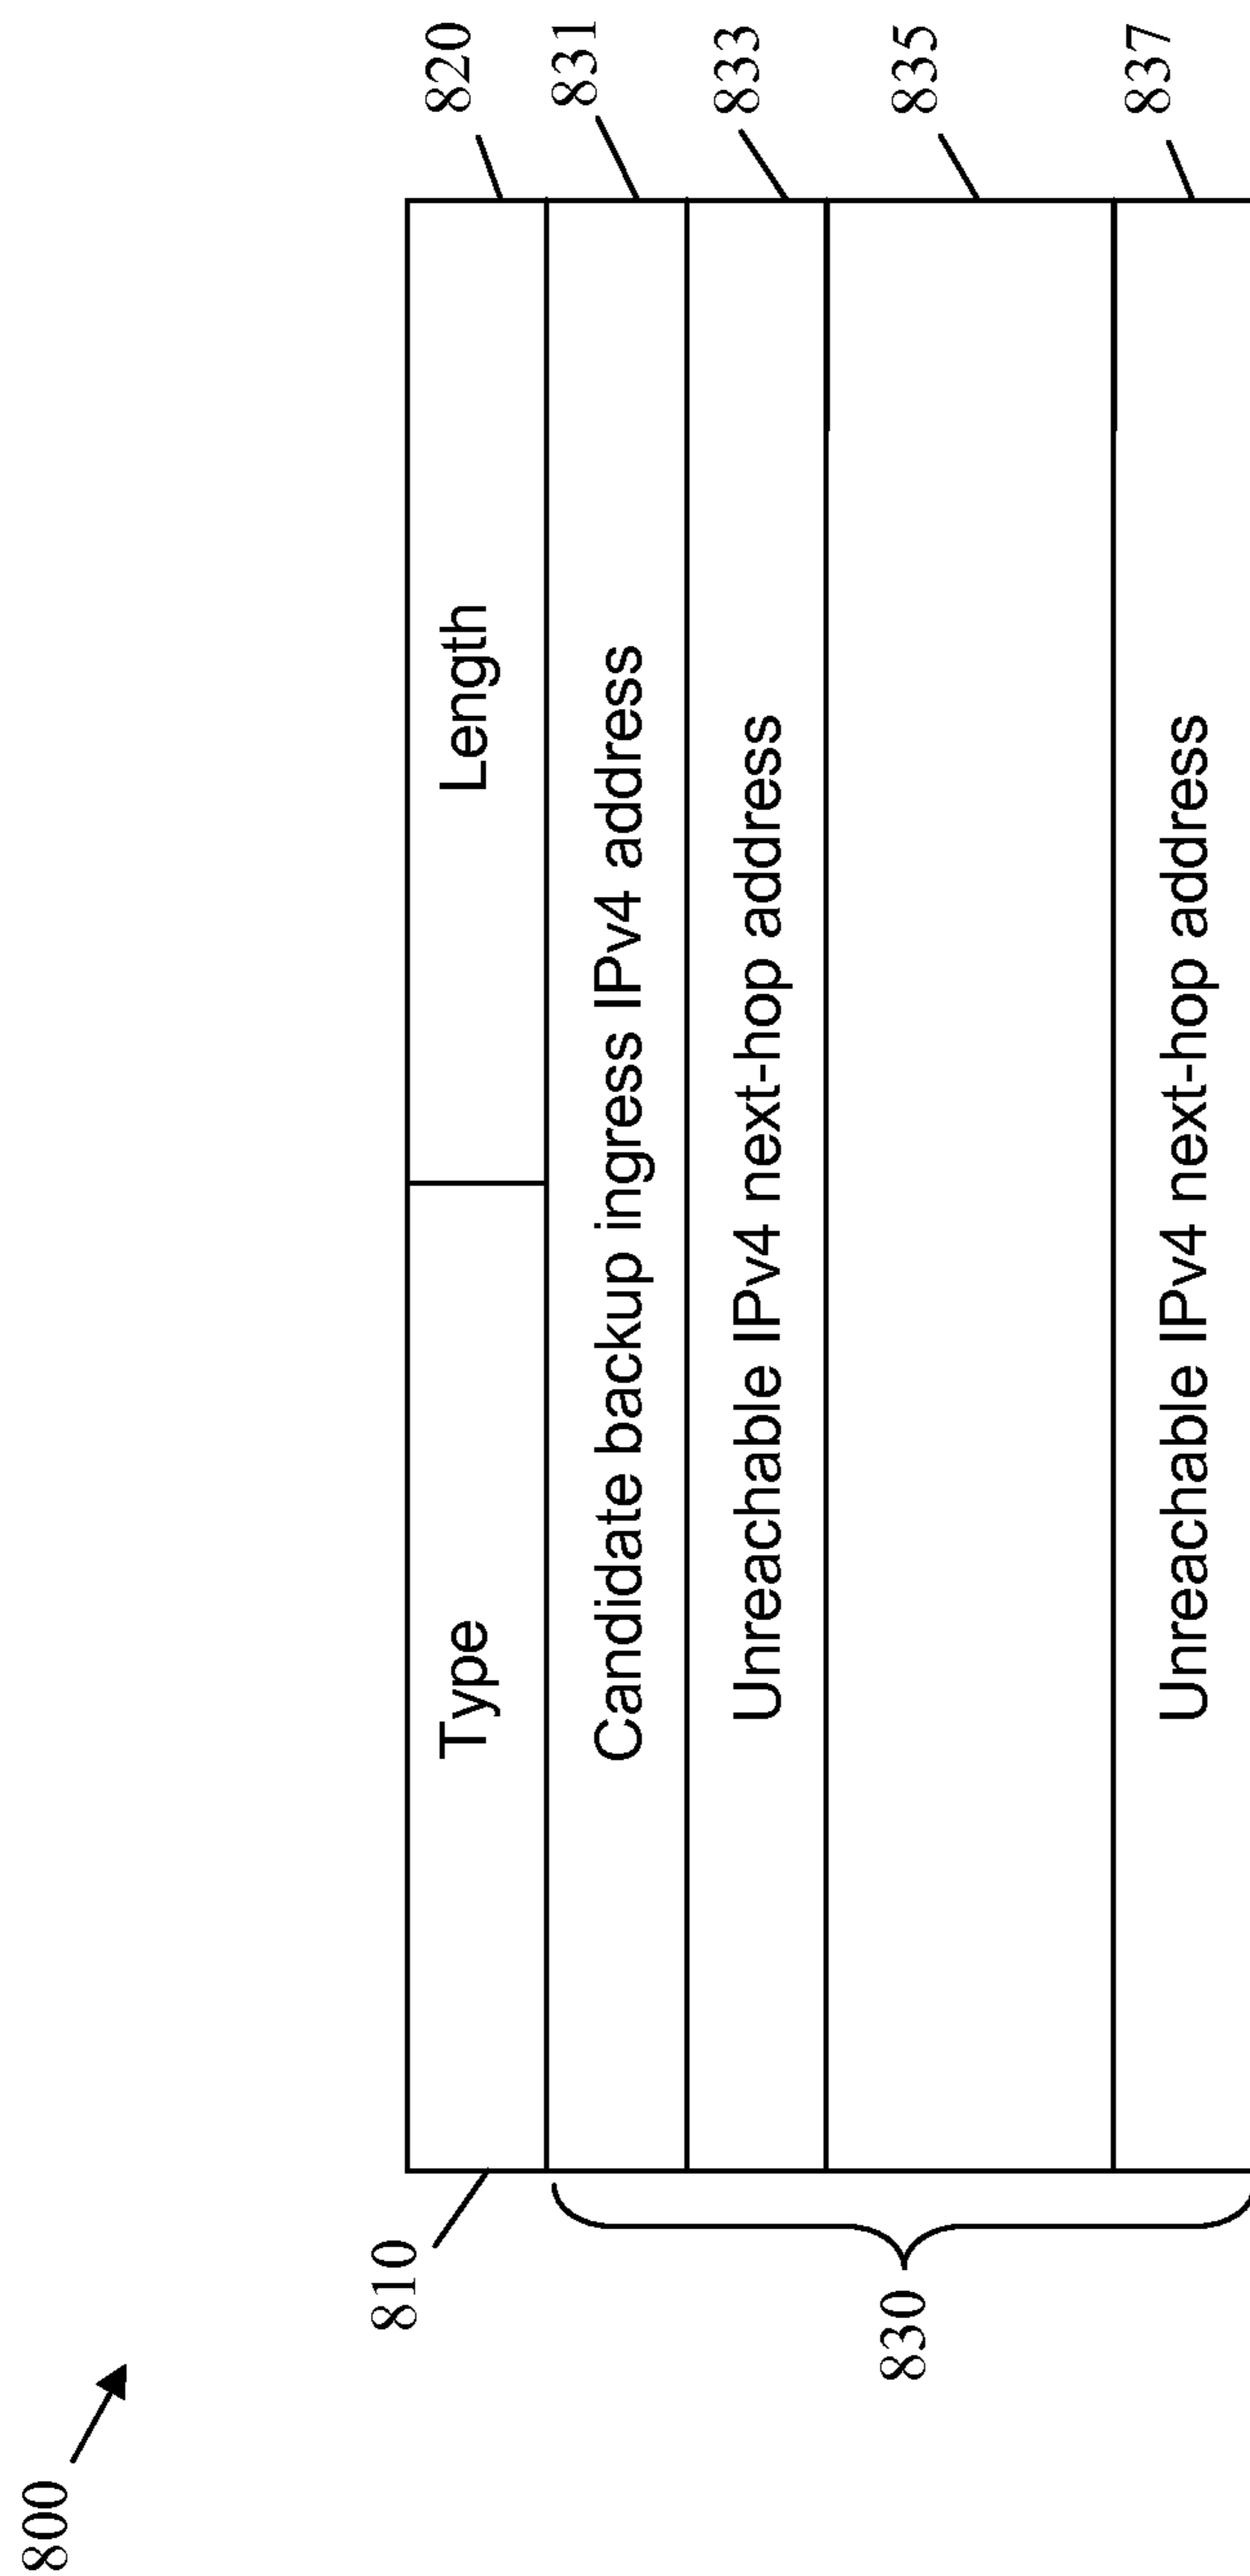 800
810
Type
Length
820
Candidate backup ingress IPv4 address
831
Unreachable IPv4 next-hop address
833
835
830
Unreachable IPv4 next-hop address
837